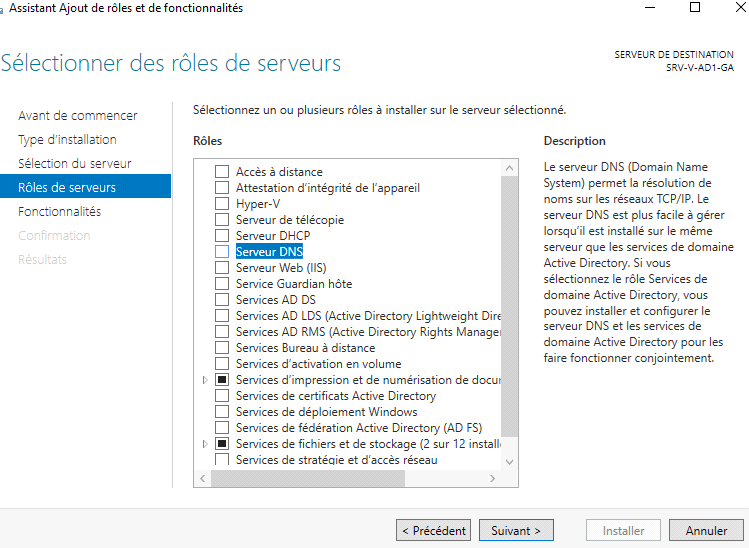 Assistant Ajout de rôles et de fonctionnalités
Sélectionner des rôles de serveurs
SERVEUR DE DESTINATION
SRV-V-AD1-GA
Avant de commencer
Type d'installation
Sélection du serveur
Rôles de serveurs
Fonctionnalités
Confirmation
Résultats
Sélectionnez un ou plusieurs rôles à installer sur le serveur sélectionné.
Rôles
Accès à distance
Attestation d'intégrité de l'appareil
Hyper-V
Serveur de télécopie
Serveur DHCP
Serveur DNS
Serveur Web (IIS)
Service Guardian hôte
Services AD DS
Services AD LDS (Active Directory Lightweight Dire
Services AD RMS (Active Directory Rights Manager
Services Bureau à distance
Services d'activation en volume
Services d'impression et de numérisation de docu
Services de certificats Active Directory
Services de déploiement Windows
Services de fédération Active Directory (AD FS)
Services de fichiers et de stockage (2 sur 12 install
Services de stratégie et d'accès réseau
Description
Le serveur DNS (Domain Name
System) permet la résolution de
noms sur les réseaux TCP/IP. Le
serveur DNS est plus facile à gérer
lorsqu'il est installé sur le même
serveur que les services de domaine
Active Directory. Si vous
sélectionnez le rôle Services de
domaine Active Directory, vous
pouvez installer et configurer le
serveur DNS et les services de
domaine Active Directory pour les
faire fonctionner conjointement.
< Précédent
Suivant >
Installer
Annuler